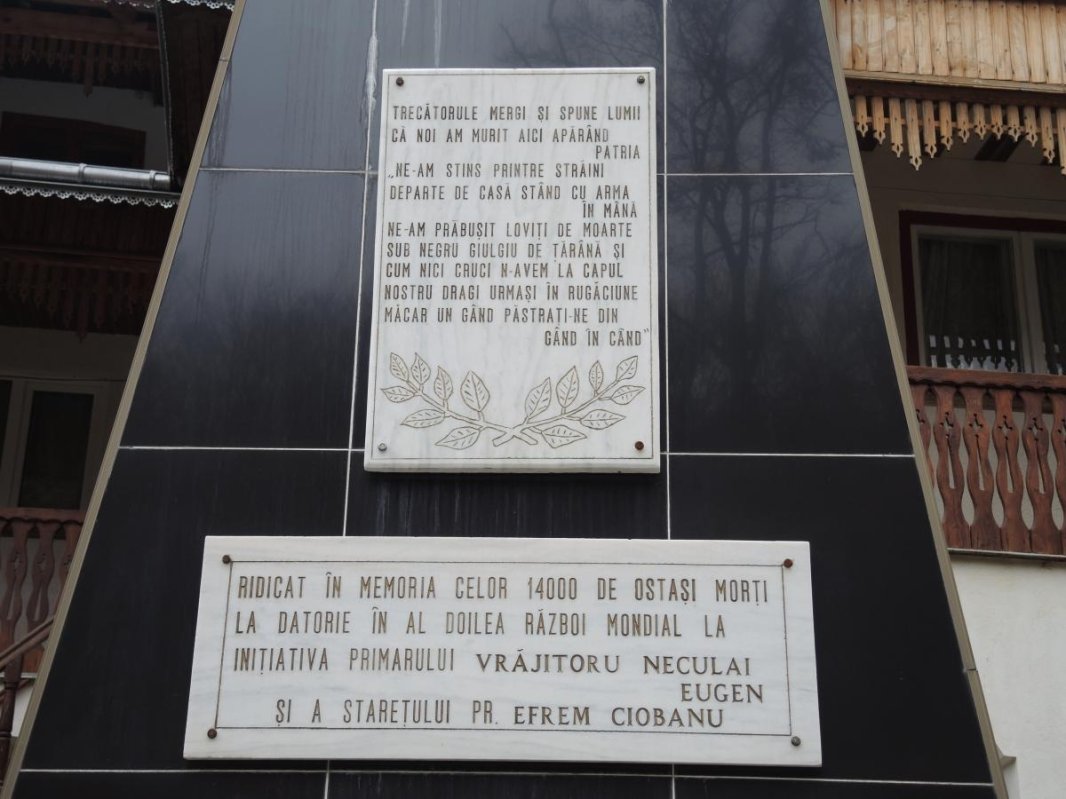 TRECĂTORULE MERGI ȘI SPUNE LUMII
CĂ NOI AM MURIT AICI APĂRÂND
PATRIA
„NE-AM STINS PRINTRE STRĂINI
DEPARTE DE CASĂ STÂND CU ARMA
ÎN MÂNĂ
NE-AM PRĂBUȘIT LOVIȚI DE MOARTE
SUB NEGRU GIULGIU DE ȚĂRÂNĂ ȘI
CUM NICI CRUCI N-AVEM LA CAPUL
NOSTRU DRAGI URMAȘI ÎN RUGĂCIUNE
MĂCAR UN GÂND PĂSTRAȚI-NE DIN
GÂND ÎN CÂND"
RIDICAT ÎN MEMORIA CELOR 14000 DE OSTAȘI MORȚI
LA DATORIE ÎN AL DOILEA RĂZBOI MONDIAL LA
INIȚIATIVA PRIMARULUI VRĂJITORU NECULAI
EUGEN
ȘI A STAREȚULUI PR. EFREM CIOBANU